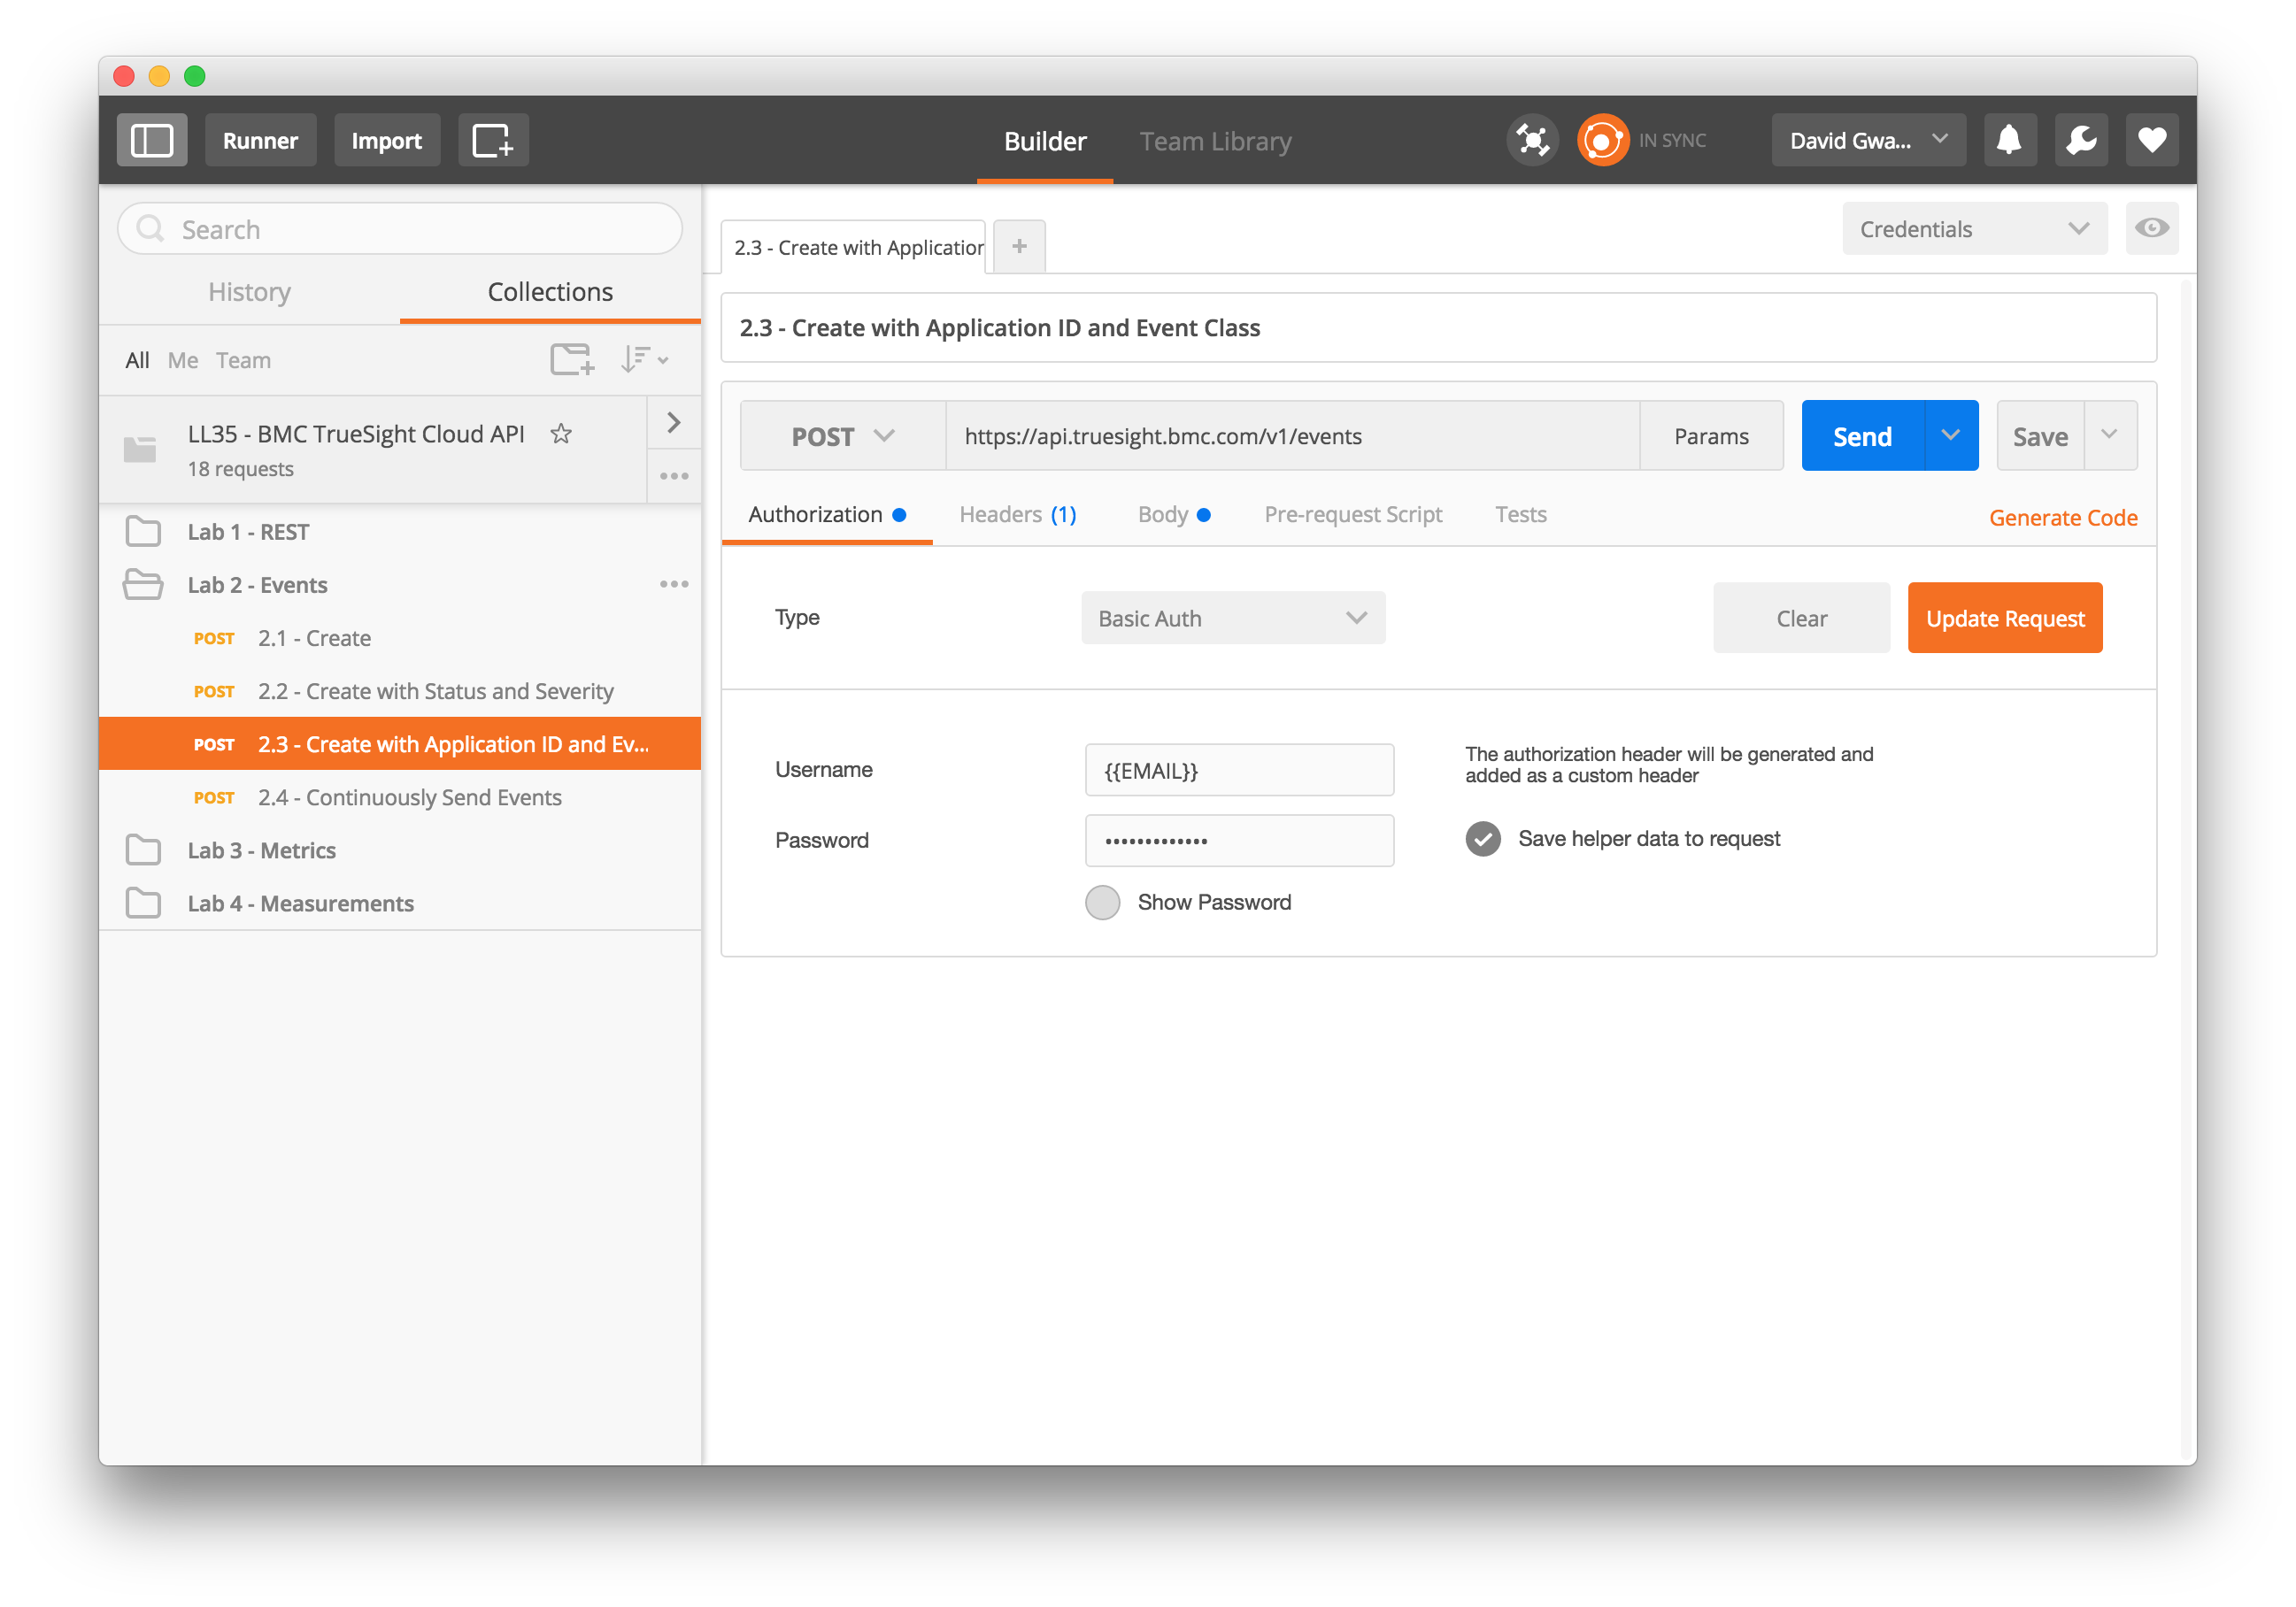 Runner
Import
Builder
Team Library
IN SYNC
David Gwa...
Search
History
Collections
All Me Team
LL35 - BMC TrueSight Cloud API
18 requests
Lab 1 - REST
Lab 2 - Events
POST 2.1 - Create
POST 2.2 - Create with Status and Severity
POST 2.3 - Create with Application ID and Ev...
POST 2.4 - Continuously Send Events
Lab 3 - Metrics
Lab 4 - Measurements
2.3 - Create with Application
Credentials
2.3 - Create with Application ID and Event Class
POST
https://api.truesight.bmc.com/v1/events
Params
Send
Save
Authorization
Headers (1)
Body
Pre-request Script
Tests
Generate Code
Type
Basic Auth
Clear
Update Request
Username
{{EMAIL}}
The authorization header will be generated and
added as a custom header
Password
•••••••••••••
Save helper data to request
Show Password